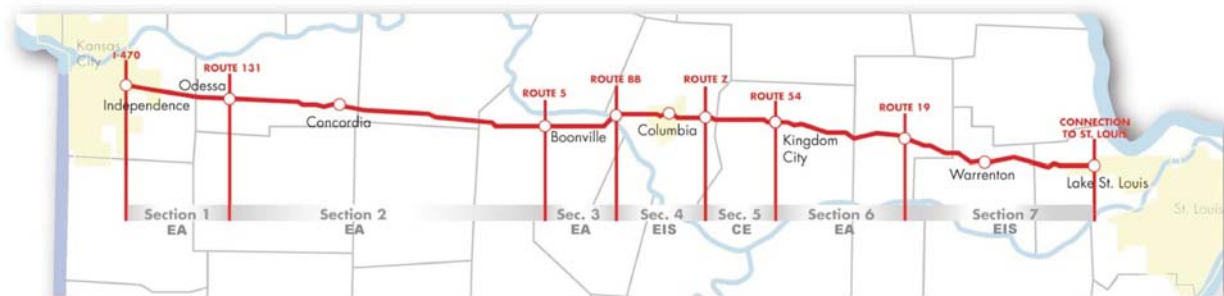 Kansas
City
I-470
ROUTE 131
Odessa
Independence
Concordia
ROUTE 5
Boonville
ROUTE BB
Columbia
ROUTE Z
ROUTE 54
Kingdom
City
ROUTE 19
Warrenton
CONNECTION
TO ST. LOUIS
Lake St. Louis
St. Louis
Section 1
EA
Section 2
EA
Sec. 3
EA
Sec. 4
EIS
Sec. 5
CE
Section 6
EA
Section 7
EIS